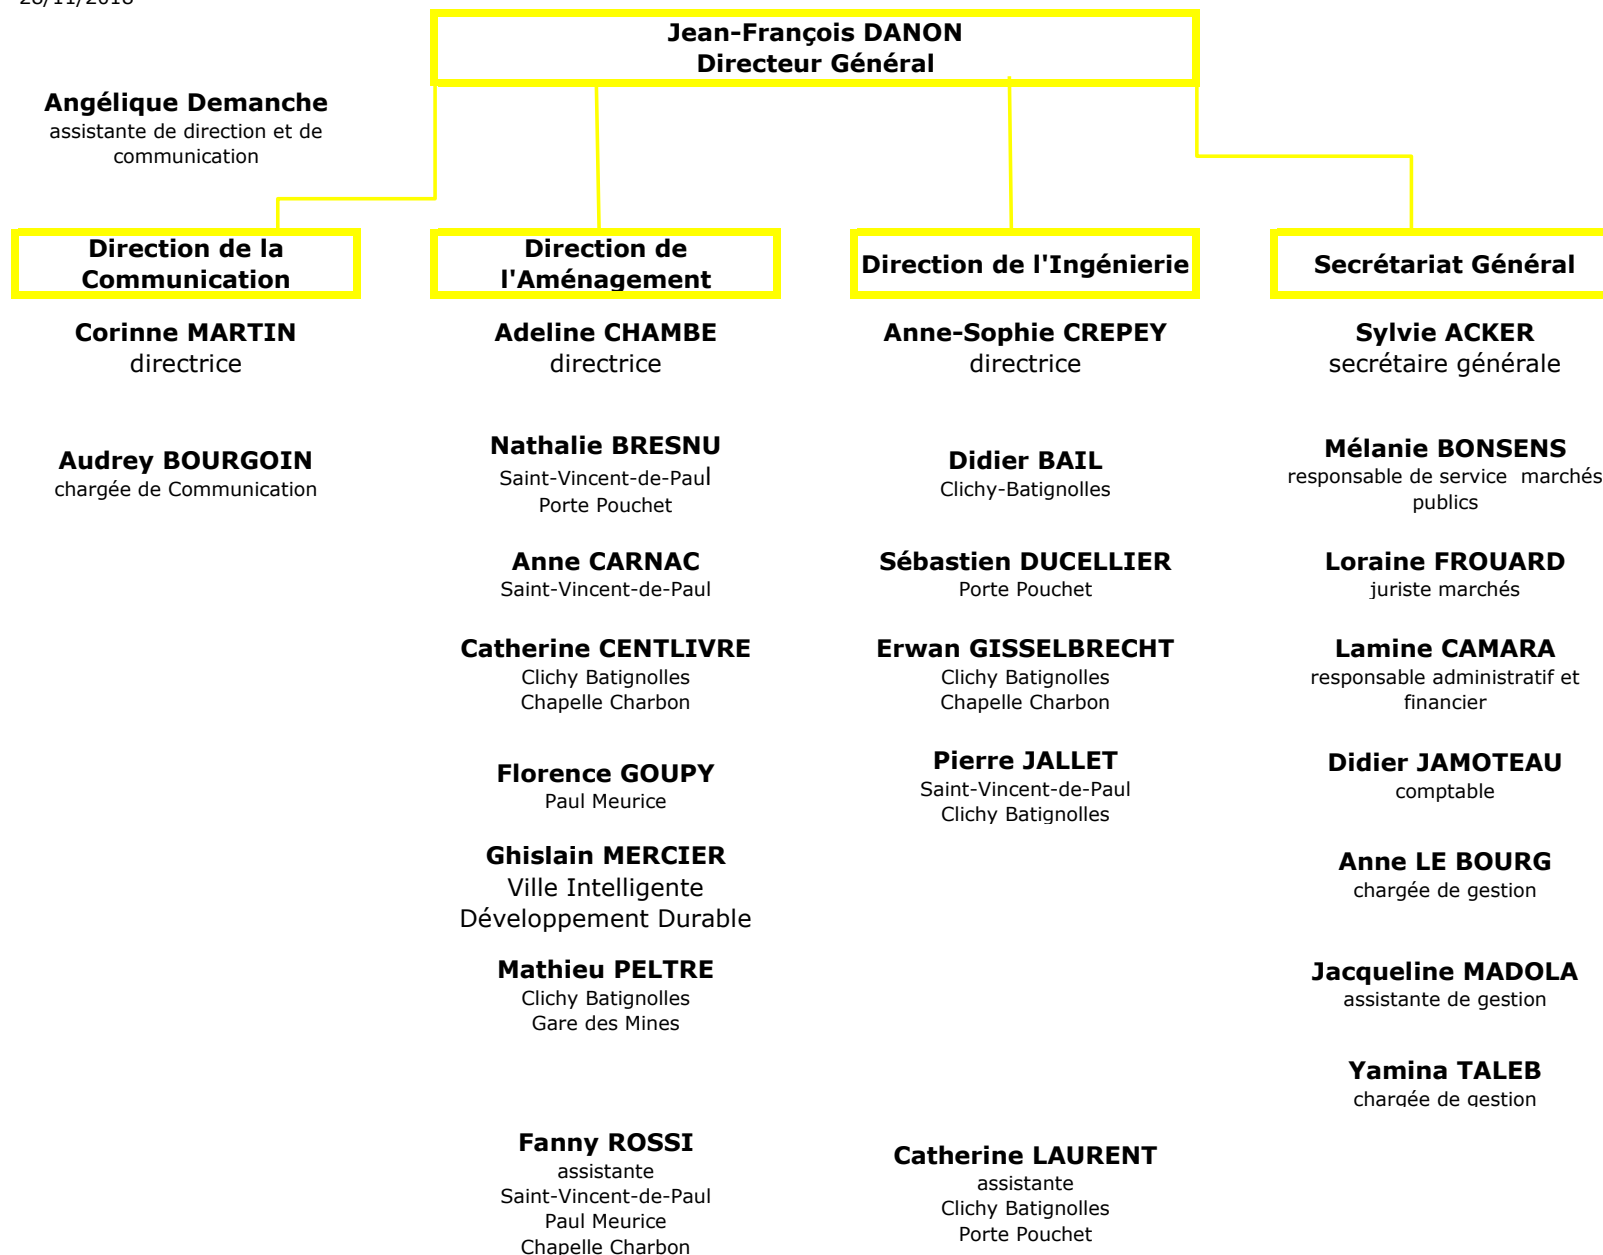 Jean-François DANON
Directeur Général
Angélique Demanche
assistante de direction et de
communication
Direction de la
Communication
Corinne MARTIN
directrice
Audrey BOURGOIN
chargée de Communication
Direction de
l'Aménagement
Adeline CHAMBE
directrice
Nathalie BRESNU
Saint-Vincent-de-Paul
Porte Pouchet
Anne CARNAC
Saint-Vincent-de-Paul
Catherine CENTLIVRE
Clichy Batignolles
Chapelle Charbon
Florence GOUPY
Paul Meurice
Ghislain MERCIER
Ville Intelligente
Développement Durable
Mathieu PELTRE
Clichy Batignolles
Gare des Mines
Fanny ROSSI
assistante
Saint-Vincent-de-Paul
Paul Meurice
Chapelle Charbon
Direction de l'Ingénierie
Anne-Sophie CREPEY
directrice
Didier BAIL
Clichy-Batignolles
Sébastien DUCELLIER
Porte Pouchet
Erwan GISSELBRECHT
Clichy Batignolles
Chapelle Charbon
Pierre JALLET
Saint-Vincent-de-Paul
Clichy Batignolles
Catherine LAURENT
assistante
Clichy Batignolles
Porte Pouchet
Secrétariat Général
Sylvie ACKER
secrétaire générale
Mélanie BONSENS
responsable de service marchés
publics
Loraine FROUARD
juriste marchés
Lamine CAMARA
responsable administratif et
financier
Didier JAMOTEAU
comptable
Anne LE BOURG
chargée de gestion
Jacqueline MADOLA
assistante de gestion
Yamina TALEB
chargée de gestion